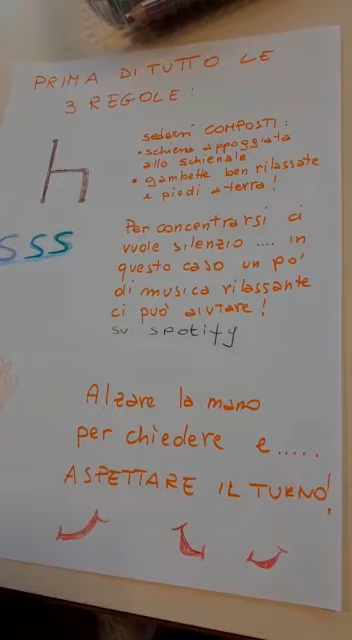 PRIMA DI TUTTO LE
3 REGOLE:
sedersi COMPOSTI:
• schiena appoggiata
allo schienale
• gambette ben rilassate
e piedi a terra!
h
Per concentrarsi ci
vuole silenzio .... in
questo caso un po'
di musica rilassante
ci può aiutare!
su spotify
SSS
Alzare la mano
per chiedere e.....
ASPETTARE IL TURNO!